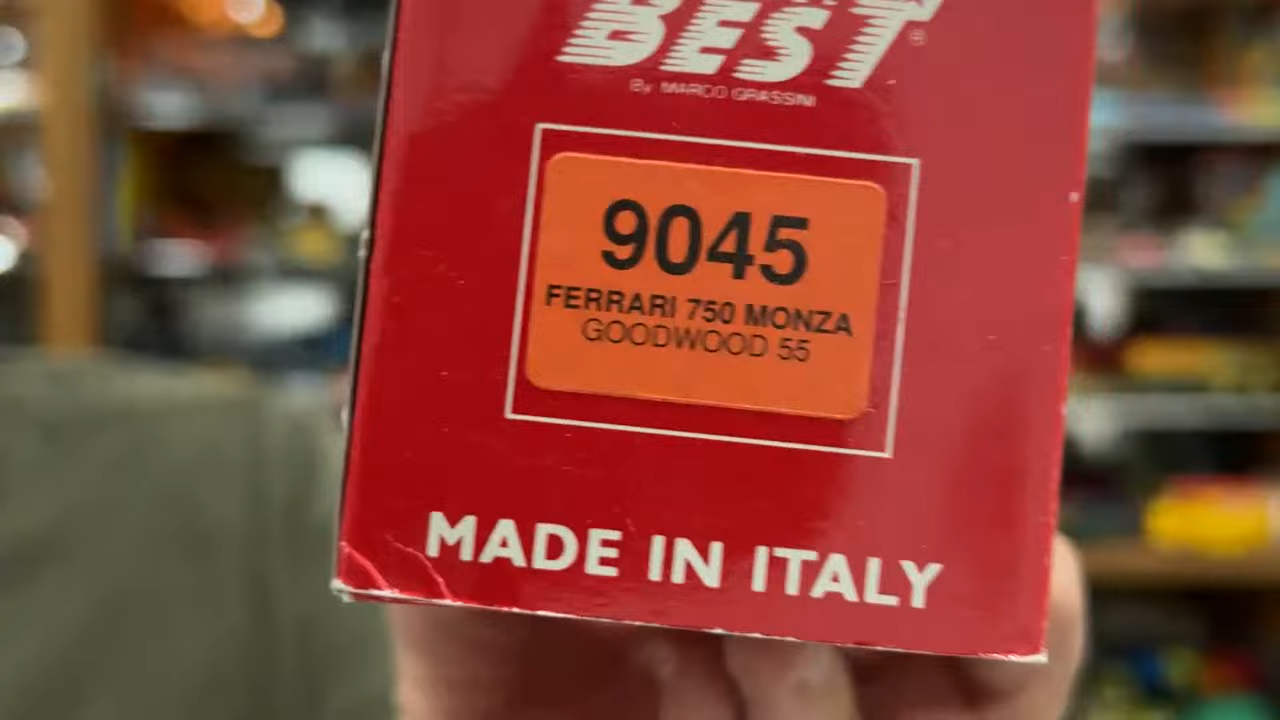 BEST®
By MARCO GRASSINI
9045
FERRARI 750 MONZA
GOODWOOD 55
MADE IN ITALY